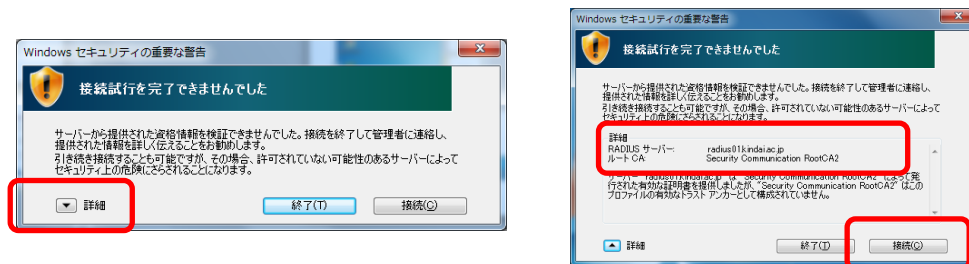 Windows セキュリティの重要な警告
接続試行を完了できませんでした
サーバーから提供された資格情報を検証できませんでした。接続を終了して管理者に連絡し、
提供された情報を詳しく伝えることをお勧めします。
引き続き接続することも可能ですが、その場合、許可されていない可能性のあるサーバーによって
セキュリティ上の危険にさらされることになります。
詳細
終了(T)
接続(C)
Windows セキュリティの重要な警告
接続試行を完了できませんでした
サーバーから提供された資格情報を検証できませんでした。接続を終了して管理者に連絡し、
提供された情報を詳しく伝えることをお勧めします。
引き続き接続することも可能ですが、その場合、許可されていない可能性のあるサーバーによって
セキュリティ上の危険にさらされることになります。
詳細
RADIUS サーバー: radius01.kindai.ac.jp
ルート CA: Security Communication RootCA2
サーバー "radius01.kindai.ac.jp" は "Security Communication RootCA2" によって発
行された有効な証明書を提供しましたが、"Security Communication RootCA2" はこの
プロファイルの有効なトラスト アンカーとして構成されていません。
詳細
終了(T)
接続(C)